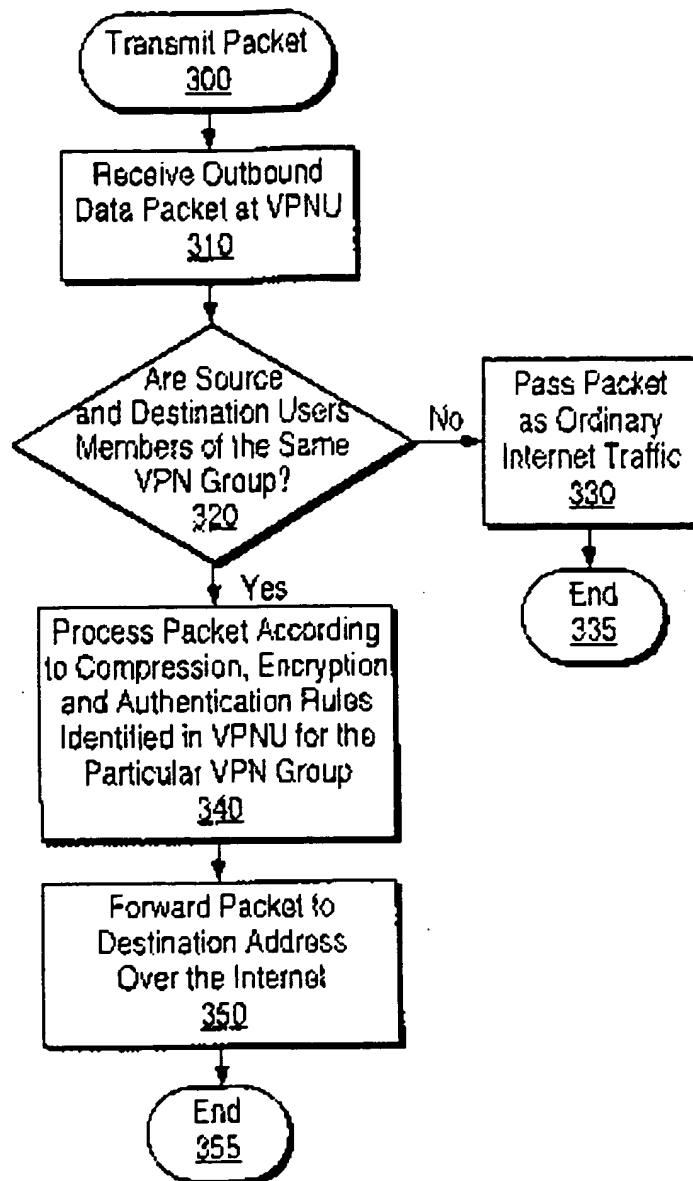 Transmit Packet
300
Receive Outbound
Data Packet at VPNU
310
Are Source
and Destination Users
Members of the Same
VPN Group?
320
No
Pass Packet
as Ordinary
Internet Traffic
330
End
335
Yes
Process Packet According
to Compression, Encryption
and Authentication Rules
Identified in VPNU for the
Particular VPN Group
340
Forward Packet to
Destination Address
Over the Internet
350
End
355